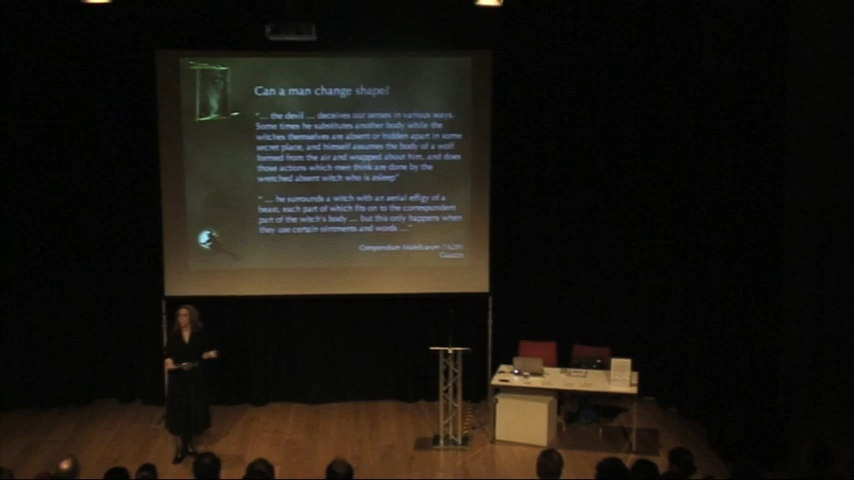 Can a man change shape?
"... the devil .... deceives our senses in various ways.
Some times he substitutes another body while the
witches themselves are absent or hidden apart in some
secret place, and himself assumes the body of a wolf
formed from the air and wrapped about him, and does
those actions which men think are done by the
wretched absent witch who is asleep"
" ... he surrounds a witch with an aerial effigy of a
beast, each part of which fits on to the correspondent
part of the witch's body .... but this only happens when
they use certain ointments and words ...."
Compendium Maleficarum
Guazzo